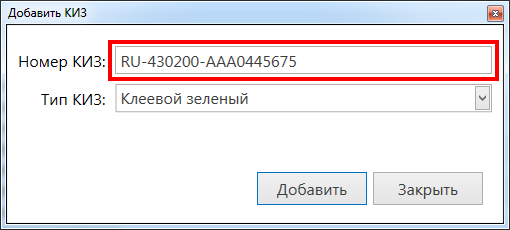 Добавить КИЗ
Номер КИЗ: RU-430200-AAA0445675
Тип КИЗ: Клеевой зеленый
Добавить Закрыть